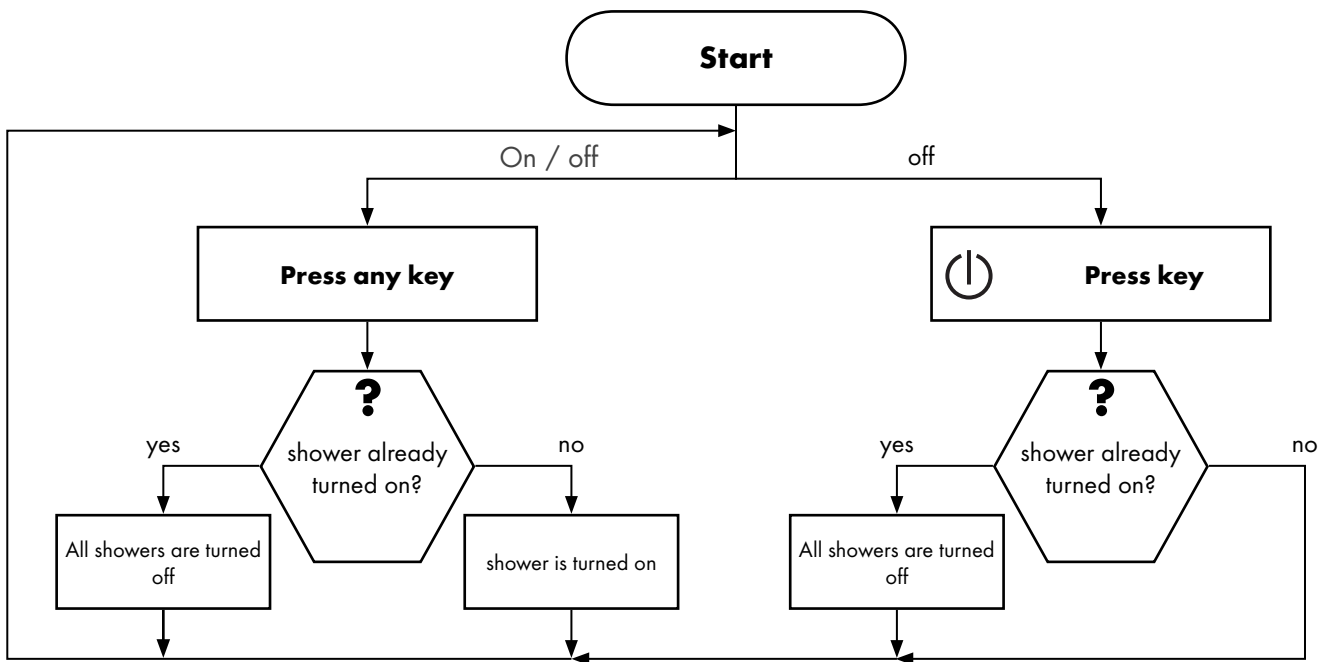 Start
On / off
off
Press any key
Press key
?
shower already
turned on?
yes
no
?
shower already
turned on?
yes
no
All showers are turned
off
shower is turned on
All showers are turned
off